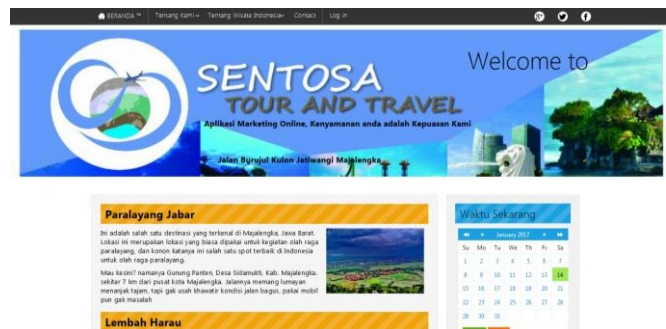 BERANDA ™ Tentang Kami Tentang Wisata Indonesia Contact Log in
Welcome to
SENTOSA
TOUR AND TRAVEL
Aplikasi Marketing Online, Kenyamanan anda adalah Kepuasan Kami
Jalan Burujul Kulon Jatiwangi Majalengka
Paralayang Jabar
Ini adalah salah satu destinasi yang terkenal di Majalengka, Jawa Barat.
Lokasi ini merupakan lokasi yang biasa dipakai untuk kegiatan olah raga
paralayang, dan konon katanya ini salah satu spot terbaik di Indonesia
untuk olah raga paralayang.
Mau kesini? namanya Gunung Panten, Desa Sidamukti, Kab. Majalengka.
sekitar 7 km dari pusat kota Majalengka. Jalannya memang lumayan
menanjak tajam, tapi gak usah khawatir kondisi jalan bagus, pakai mobil
pun gak masalah
Lembah Harau
Waktu Sekarang
January 2017
Su Mo Tu We Th Fr Sa
1 2 3 4 5 6 7
8 9 10 11 12 13 14
15 16 17 18 19 20 21
22 23 24 25 26 27 28
29 30 31